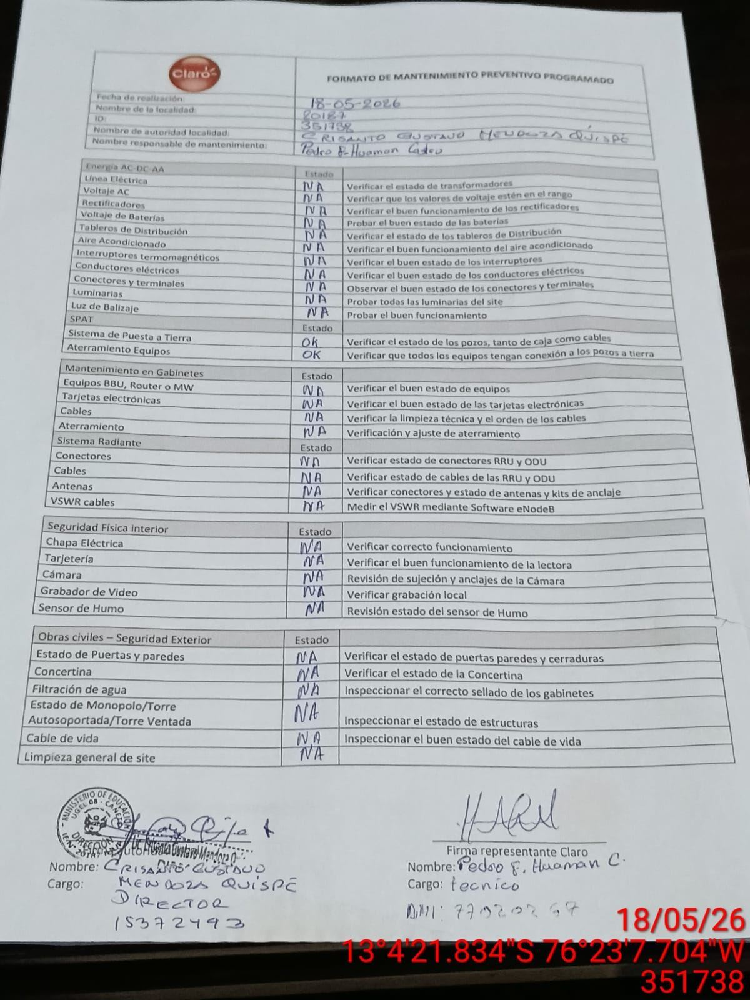 Claro
FORMATO DE MANTENIMIENTO PREVENTIVO PROGRAMADO
Fecha de realización: 18-05-2026
Nombre de la localidad: 20187
ID: 351738
Nombre de autoridad localidad: CRISANTO GUSTAVO MENDOZA QUISPE
Nombre responsable de mantenimiento: Pedro F. Huaman Castro
Energía AC-DC-AA Estado
Línea Eléctrica NA Verificar el estado de transformadores
Voltaje AC NA Verificar que los valores de voltaje estén en el rango
Rectificadores NA Verificar el buen funcionamiento de los rectificadores
Voltaje de Baterías NA Probar el buen estado de las baterías
Tableros de Distribución NA Verificar el estado de los tableros de Distribución
Aire Acondicionado NA Verificar el buen funcionamiento del aire acondicionado
Interruptores termomagnéticos NA Verificar el buen estado de los interruptores
Conductores eléctricos NA Verificar el buen estado de los conductores eléctricos
Conectores y terminales NA Observar el buen estado de los conectores y terminales
Luminarias NA Probar todas las luminarias del site
Luz de Balizaje NA Probar el buen funcionamiento
SPAT Estado
Sistema de Puesta a Tierra OK Verificar el estado de los pozos, tanto de caja como cables
Aterramiento Equipos OK Verificar que todos los equipos tengan conexión a los pozos a tierra
Mantenimiento en Gabinetes Estado
Equipos BBU, Router o MW NA Verificar el buen estado de equipos
Tarjetas electrónicas NA Verificar el buen estado de las tarjetas electrónicas
Cables NA Verificar la limpieza técnica y el orden de los cables
Aterramiento NA Verificación y ajuste de aterramiento
Sistema Radiante Estado
Conectores NA Verificar estado de conectores RRU y ODU
Cables NA Verificar estado de cables de las RRU y ODU
Antenas NA Verificar conectores y estado de antenas y kits de anclaje
VSWR cables NA Medir el VSWR mediante Software eNodeB
Seguridad Física interior Estado
Chapa Eléctrica NA Verificar correcto funcionamiento
Tarjetería NA Verificar el buen funcionamiento de la lectora
Cámara NA Revisión de sujeción y anclajes de la Cámara
Grabador de Video NA Verificar grabación local
Sensor de Humo NA Revisión estado del sensor de Humo
Obras civiles – Seguridad Exterior Estado
Estado de Puertas y paredes NA Verificar el estado de puertas paredes y cerraduras
Concertina NA Verificar el estado de la Concertina
Filtración de agua NA Inspeccionar el correcto sellado de los gabinetes
Estado de Monopolo/Torre
Autosoportada/Torre Ventada NA Inspeccionar el estado de estructuras
Cable de vida NA Inspeccionar el buen estado del cable de vida
Limpieza general de site NA
MINISTERIO DE EDUCACIÓN
UGEL 08 - CAÑETE
DIRECCIÓN
Gustavo Mendoza Q.
Nombre: CRISANTO GUSTAVO
Cargo: MENDOZA QUISPE
DIRECTOR
15372493
Firma representante Claro
Nombre: Pedro F. Huaman C.
Cargo: tecnico
DNI:
18/05/26
13°4'21.834"S 76°23'7.704"W
351738